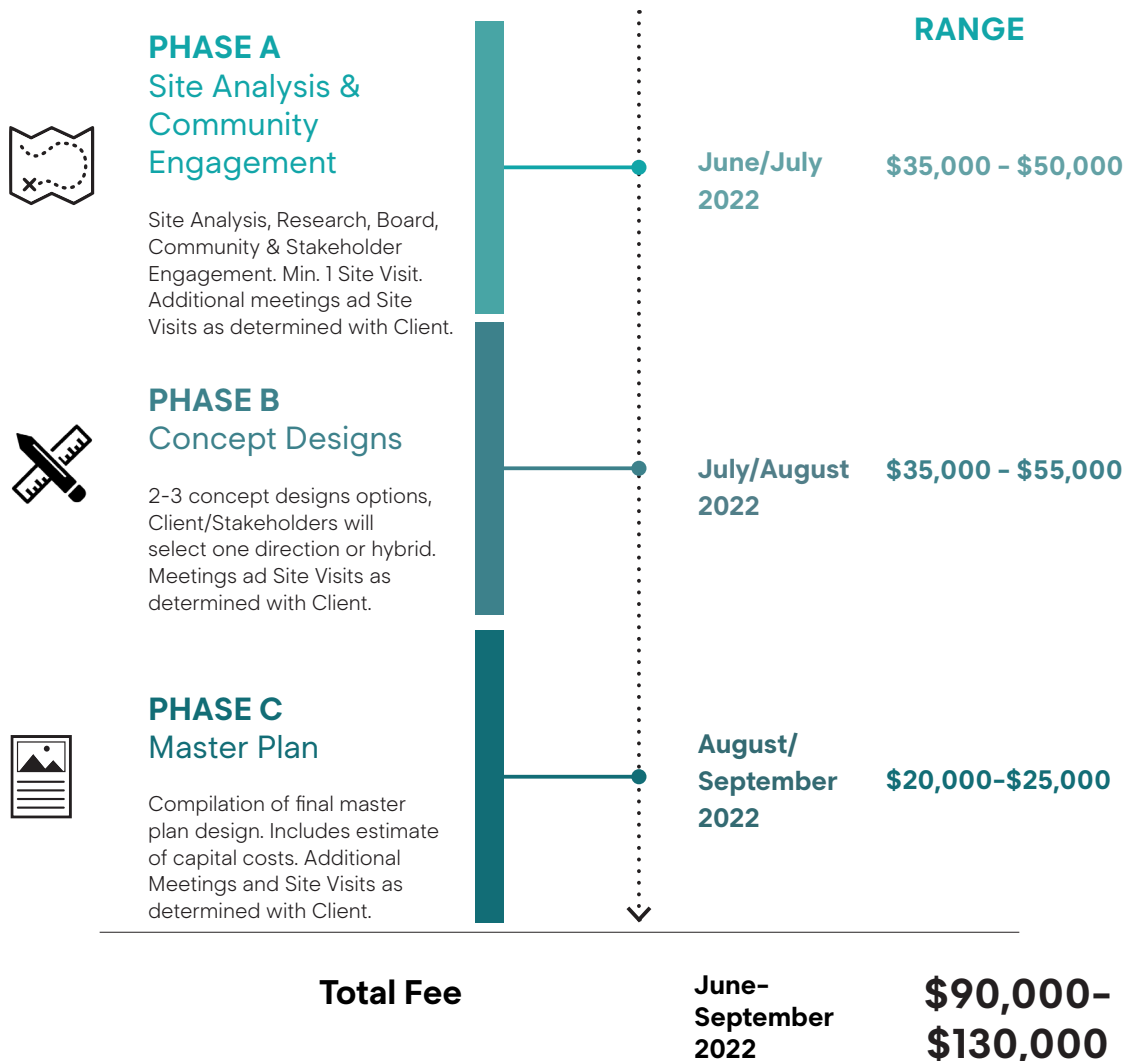 RANGE
PHASE A
Site Analysis &
Community
Engagement
Site Analysis, Research, Board,
Community & Stakeholder
Engagement. Min. 1 Site Visit.
Additional meetings ad Site
Visits as determined with Client.
June/July
2022
$35,000 - $50,000
PHASE B
Concept Designs
2-3 concept designs options,
Client/Stakeholders will
select one direction or hybrid.
Meetings ad Site Visits as
determined with Client.
July/August
2022
$35,000 - $55,000
PHASE C
Master Plan
Compilation of final master
plan design. Includes estimate
of capital costs. Additional
Meetings and Site Visits as
determined with Client.
August/
September
2022
$20,000-$25,000
Total Fee
June-
September
2022
$90,000-
$130,000